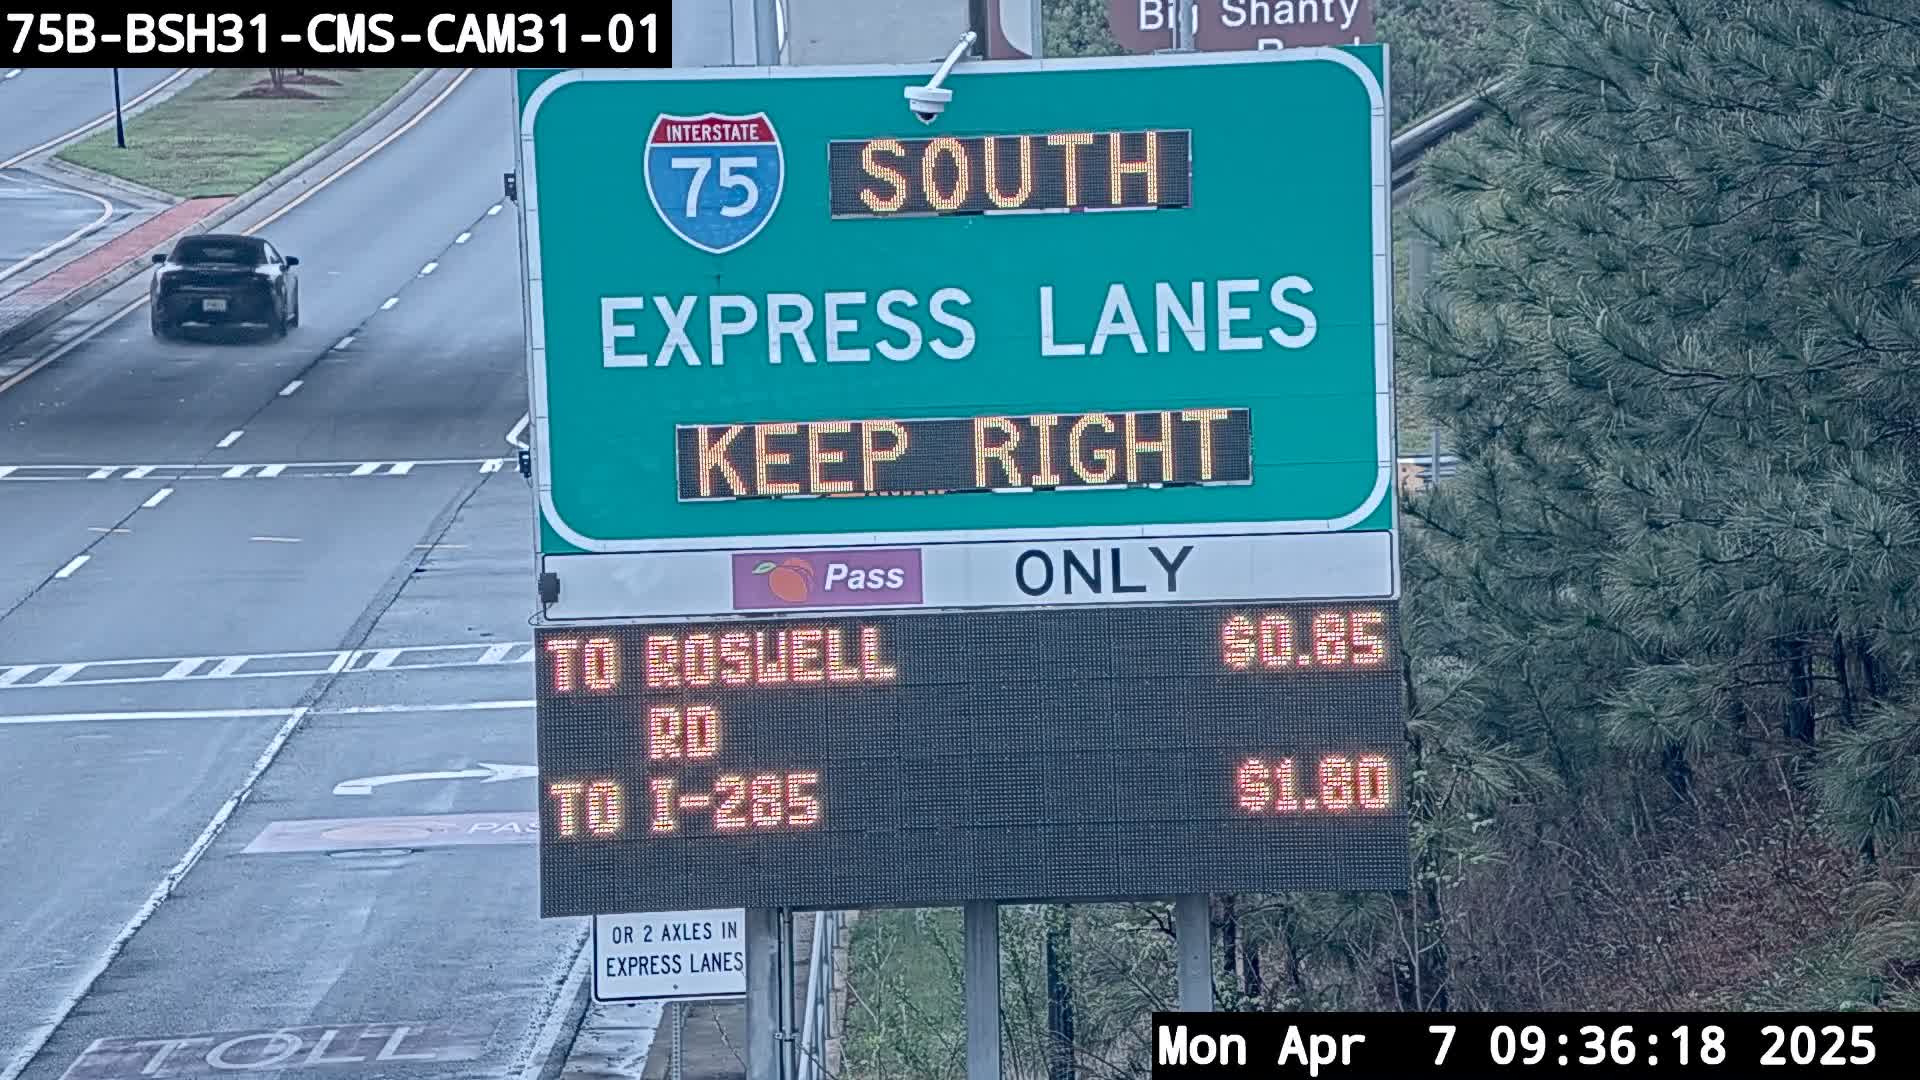 75B-BSH31-CMS-CAM31-01
Big Shanty
INTERSTATE
75
SOUTH
EXPRESS LANES
KEEP RIGHT
Pass ONLY
TO ROSWELL $0.85
RD
TO I-285 $1.80
OR 2 AXLES IN
EXPRESS LANES
TOLL
Mon Apr 7 09:36:18 2025